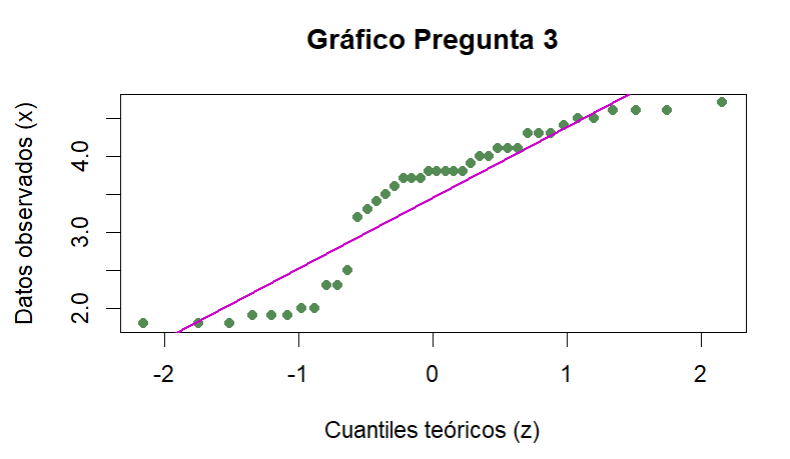 Gráfico Pregunta 3
Datos observados (x)
4.0
3.0
2.0
-2 -1 0 1 2
Cuantiles teóricos (z)